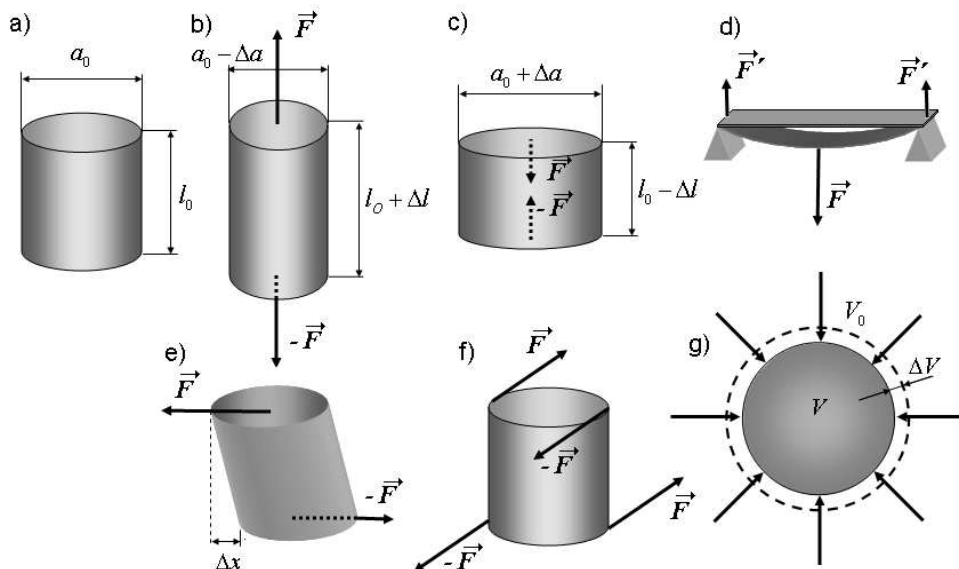 a)
a₀
l₀
b)
F⃗
a₀ − Δa
l₀ + Δl
- F⃗
c)
a₀ + Δa
F⃗
- F⃗
l₀ − Δl
d)
F⃗′
F⃗′
F⃗
e)
F⃗
- F⃗
Δx
f)
F⃗
- F⃗
F⃗
- F⃗
g)
V₀
ΔV
V